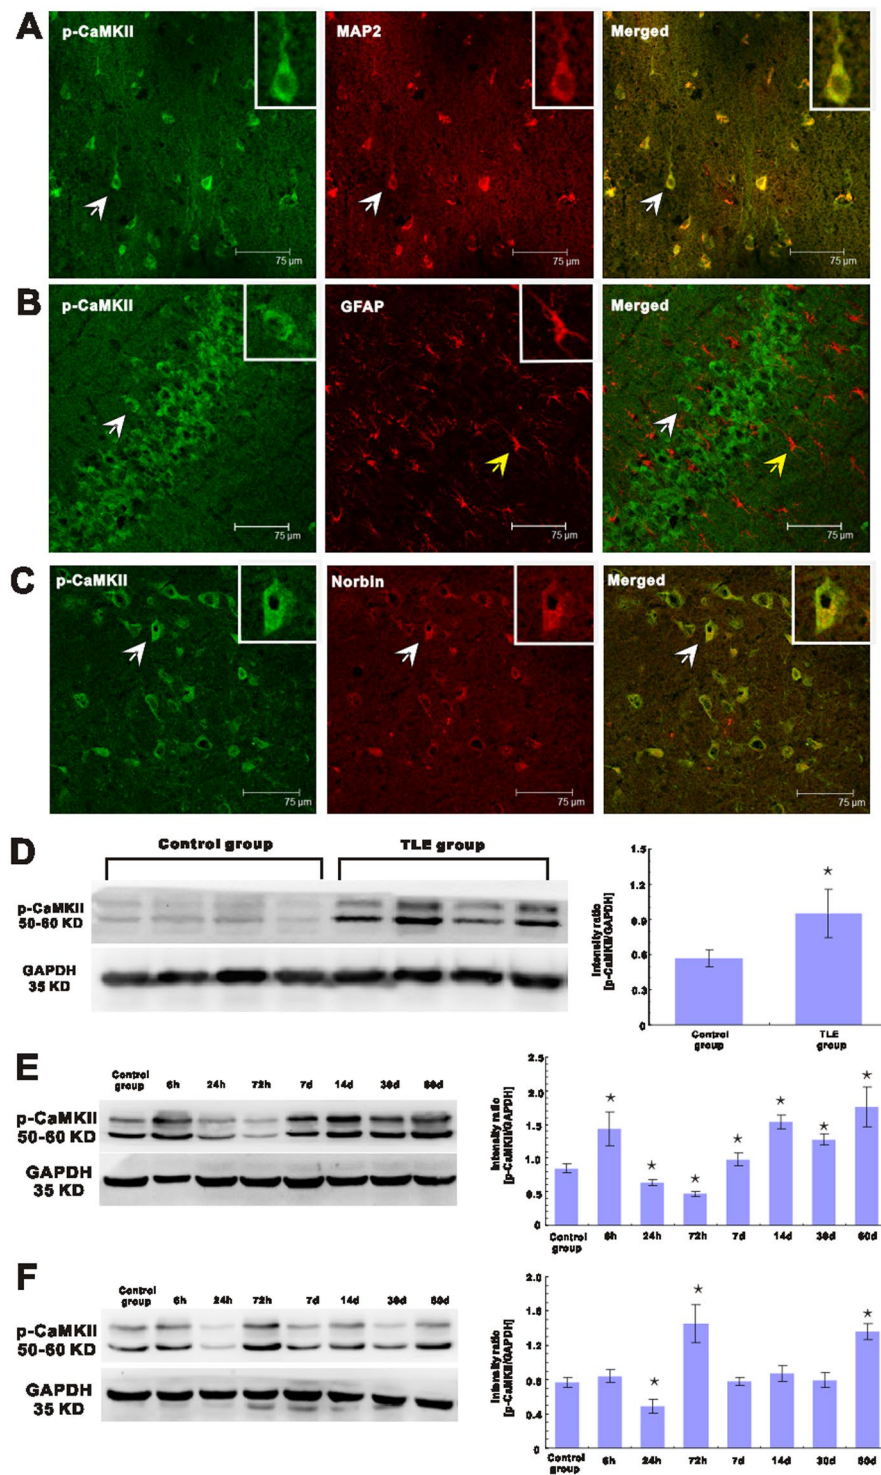 A
p-CaMKII
MAP2
Merged
75 µm
75 µm
75 µm
B
p-CaMKII
GFAP
Merged
75 µm
75 µm
75 µm
C
p-CaMKII
Norbin
Merged
75 µm
75 µm
75 µm
D
Control group
TLE group
p-CaMKII
50-60 KD
GAPDH
35 KD
Intensity ratio
[p-CaMKII/GAPDH]
1.5
1.2
0.9
0.6
0.3
0
★
Control
group
TLE
group
E
Control
group
6h
24h
72h
7d
14d
30d
60d
p-CaMKII
50-60 KD
GAPDH
35 KD
Intensity ratio
[p-CaMKII/GAPDH]
2.5
2.0
1.5
1.0
0.5
0
★ ★ ★ ★ ★ ★ ★
Control
group
6h
24h
72h
7d
14d
30d
60d
F
Control
group
6h
24h
72h
7d
14d
30d
60d
p-CaMKII
50-60 KD
GAPDH
35 KD
Intensity ratio
[p-CaMKII/GAPDH]
2.0
1.6
1.2
0.8
0.4
0
★ ★ ★
Control
group
6h
24h
72h
7d
14d
30d
60d